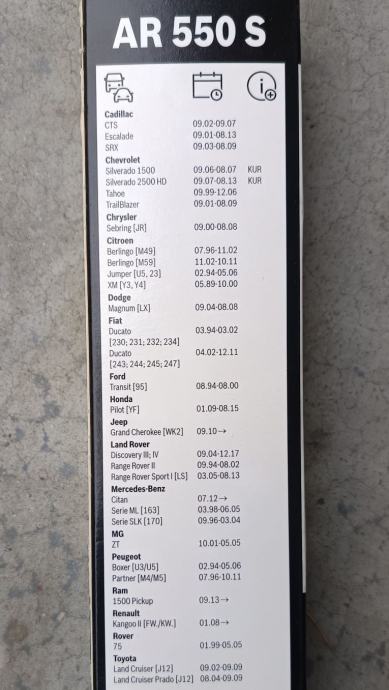 AR 550 S
Cadillac
CTS 09.02-09.07
Escalade 09.01-08.13
SRX 09.03-08.09
Chevrolet
Silverado 1500 09.06-08.07 KUR
Silverado 2500 HD 09.07-08.13 KUR
Tahoe 09.99-12.06
TrailBlazer 09.01-08.09
Chrysler
Sebring [JR] 09.00-08.08
Citroen
Berlingo [M49] 07.96-11.02
Berlingo [M59] 11.02-10.11
Jumper [U5, 23] 02.94-05.06
XM [Y3, Y4] 05.89-10.00
Dodge
Magnum [LX] 09.04-08.08
Fiat
Ducato 03.94-03.02
[230; 231; 232; 234]
Ducato 04.02-12.11
[243; 244; 245; 247]
Ford
Transit [95] 08.94-08.00
Honda
Pilot [YF] 01.09-08.15
Jeep
Grand Cherokee [WK2] 09.10→
Land Rover
Discovery III; IV 09.04-12.17
Range Rover II 09.94-08.02
Range Rover Sport I [LS] 03.05-08.13
Mercedes-Benz
Citan 07.12→
Serie ML [163] 03.98-06.05
Serie SLK [170] 09.96-03.04
MG
ZT 10.01-05.05
Peugeot
Boxer [U3/U5] 02.94-05.06
Partner [M4/M5] 07.96-10.11
Ram
1500 Pickup 09.13→
Renault
Kangoo II [FW./KW.] 01.08→
Rover
75 01.99-05.05
Toyota
Land Cruiser [J12] 09.02-09.09
Land Cruiser Prado [J12] 08.04-09.09